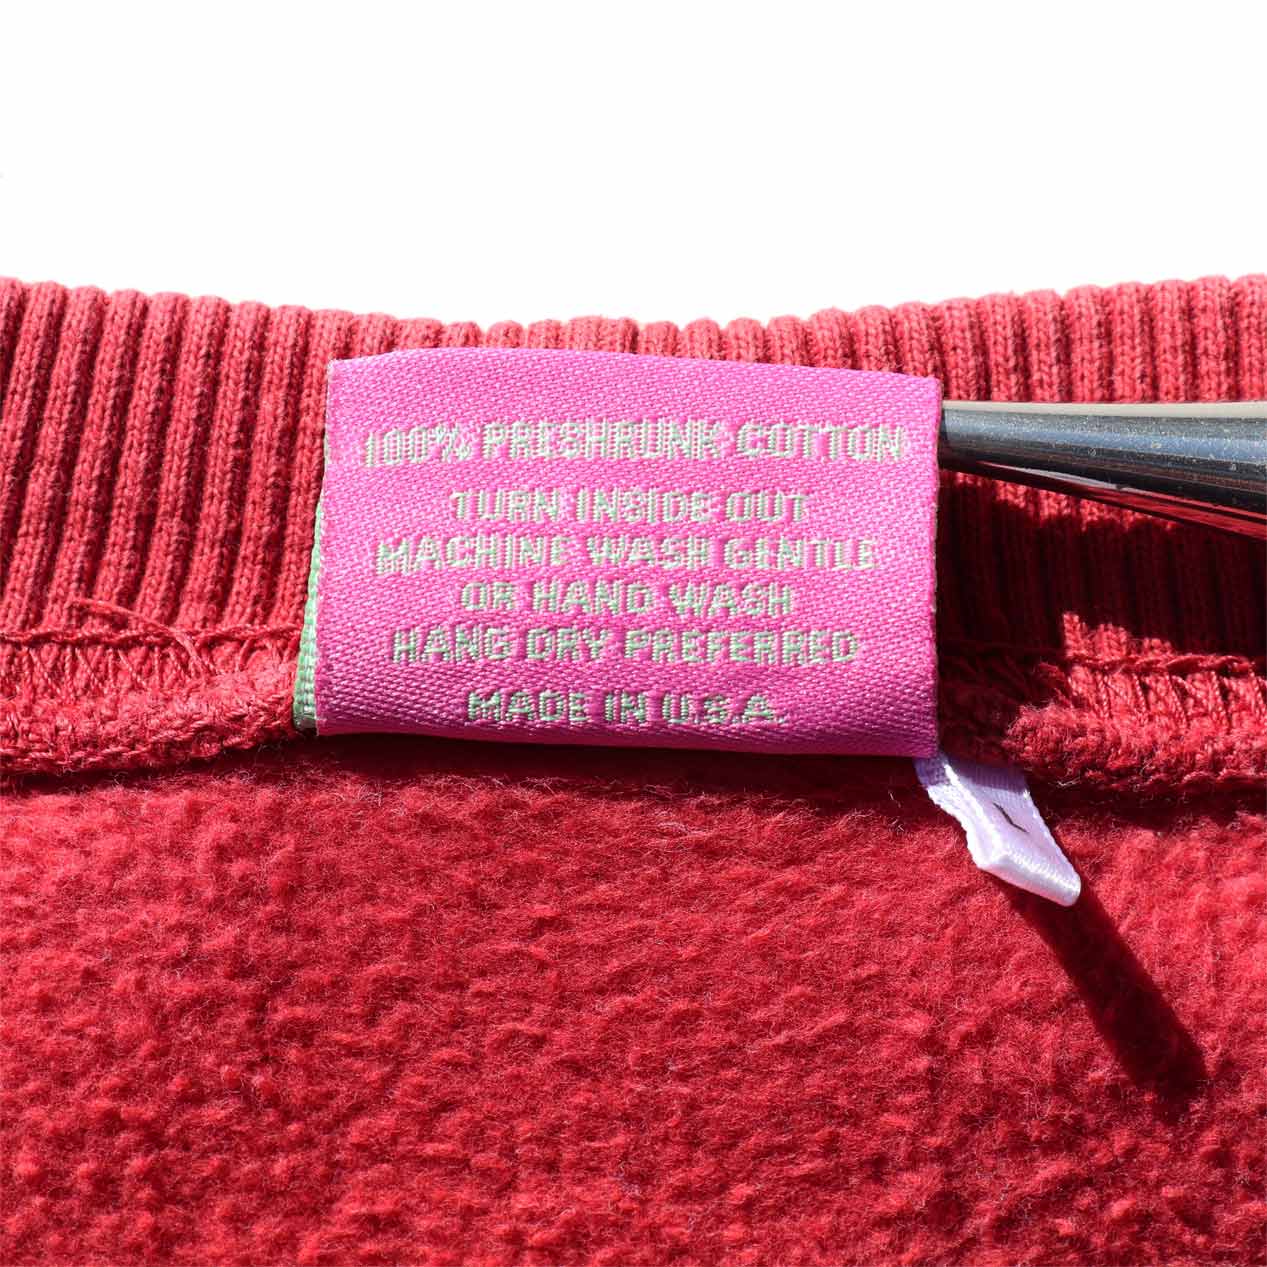 100% PRESHRUNK COTTON
TURN INSIDE OUT
MACHINE WASH GENTLE
OR HAND WASH
HANG DRY PREFERRED
MADE IN U.S.A.